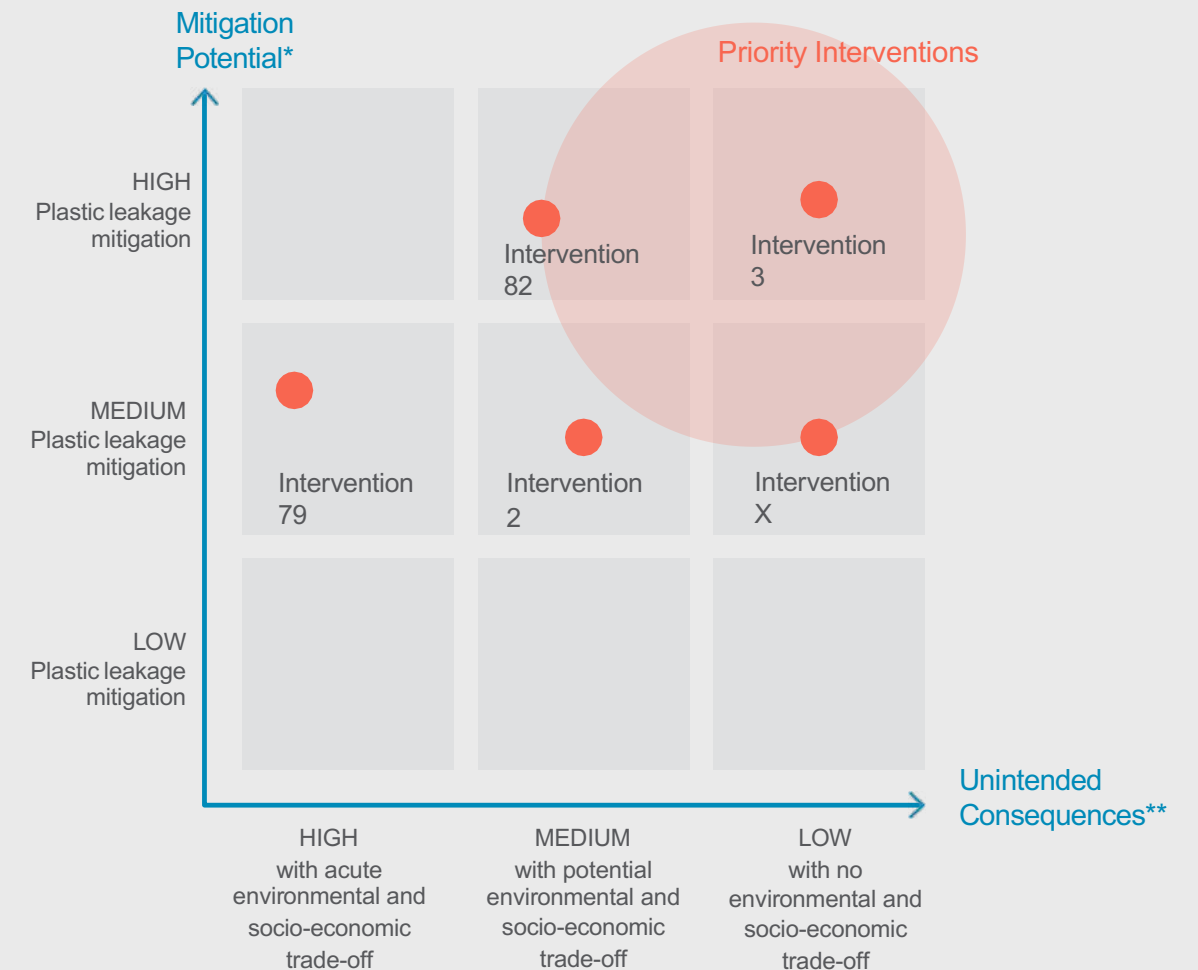 Mitigation
Potential*
Priority Interventions
HIGH
Plastic leakage
mitigation
Intervention
82
Intervention
3
MEDIUM
Plastic leakage
mitigation
Intervention
79
Intervention
2
Intervention
X
LOW
Plastic leakage
mitigation
Unintended
Consequences**
HIGH
with acute
environmental and
socio-economic
trade-off
MEDIUM
with potential
environmental and
socio-economic
trade-off
LOW
with no
environmental and
socio-economic
trade-off